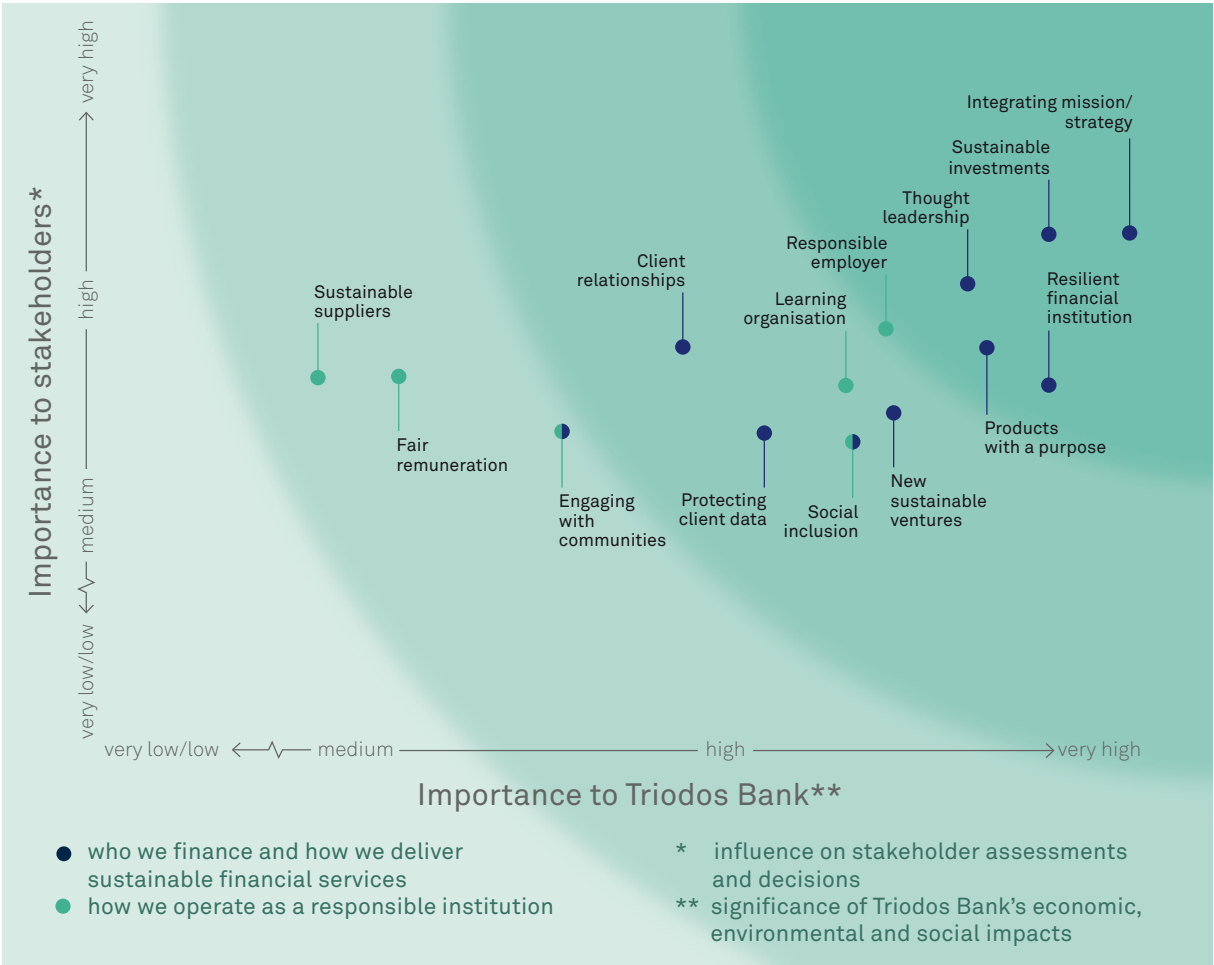 Integrating mission/
strategy
Sustainable
investments
Thought
leadership
Responsible
employer
Client
relationships
Resilient
financial
institution
Sustainable
suppliers
Learning
organisation
Products
with a purpose
Fair
remuneration
New
sustainable
ventures
Engaging
with
communities
Protecting
client data
Social
inclusion
Importance to stakeholders*
very high
high
medium
very low/low
very low/low
medium
high
very high
Importance to Triodos Bank**
who we finance and how we deliver
sustainable financial services
how we operate as a responsible institution
* influence on stakeholder assessments
and decisions
** significance of Triodos Bank's economic,
environmental and social impacts